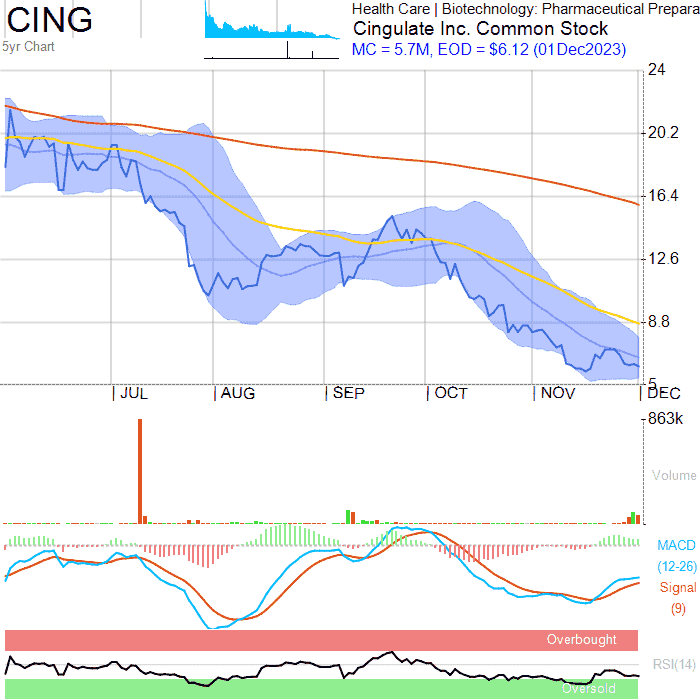 CING
5yr Chart
Health Care | Biotechnology: Pharmaceutical Prepara
Cingulate Inc. Common Stock
MC = 5.7M, EOD = $6.12 (01Dec2023)
24
20.2
16.4
12.6
8.8
5
JUL AUG SEP OCT NOV DEC
863k
Volume
MACD
(12-26)
Signal
(9)
Overbought
RSI(14)
Oversold